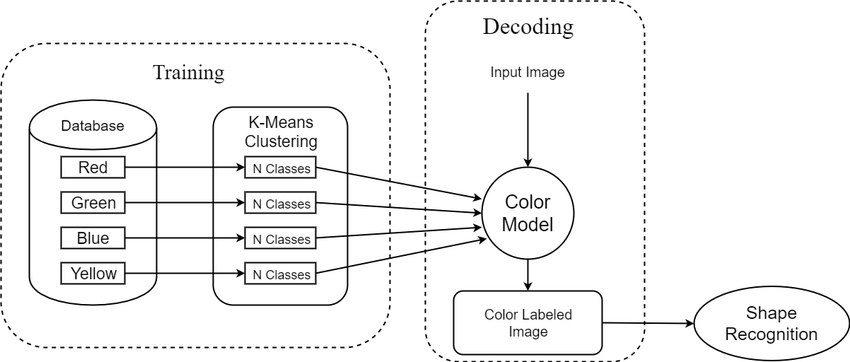 Training
Database
Red
Green
Blue
Yellow
K-Means
Clustering
N Classes
N Classes
N Classes
N Classes
Decoding
Input Image
Color
Model
Color Labeled
Image
Shape
Recognition